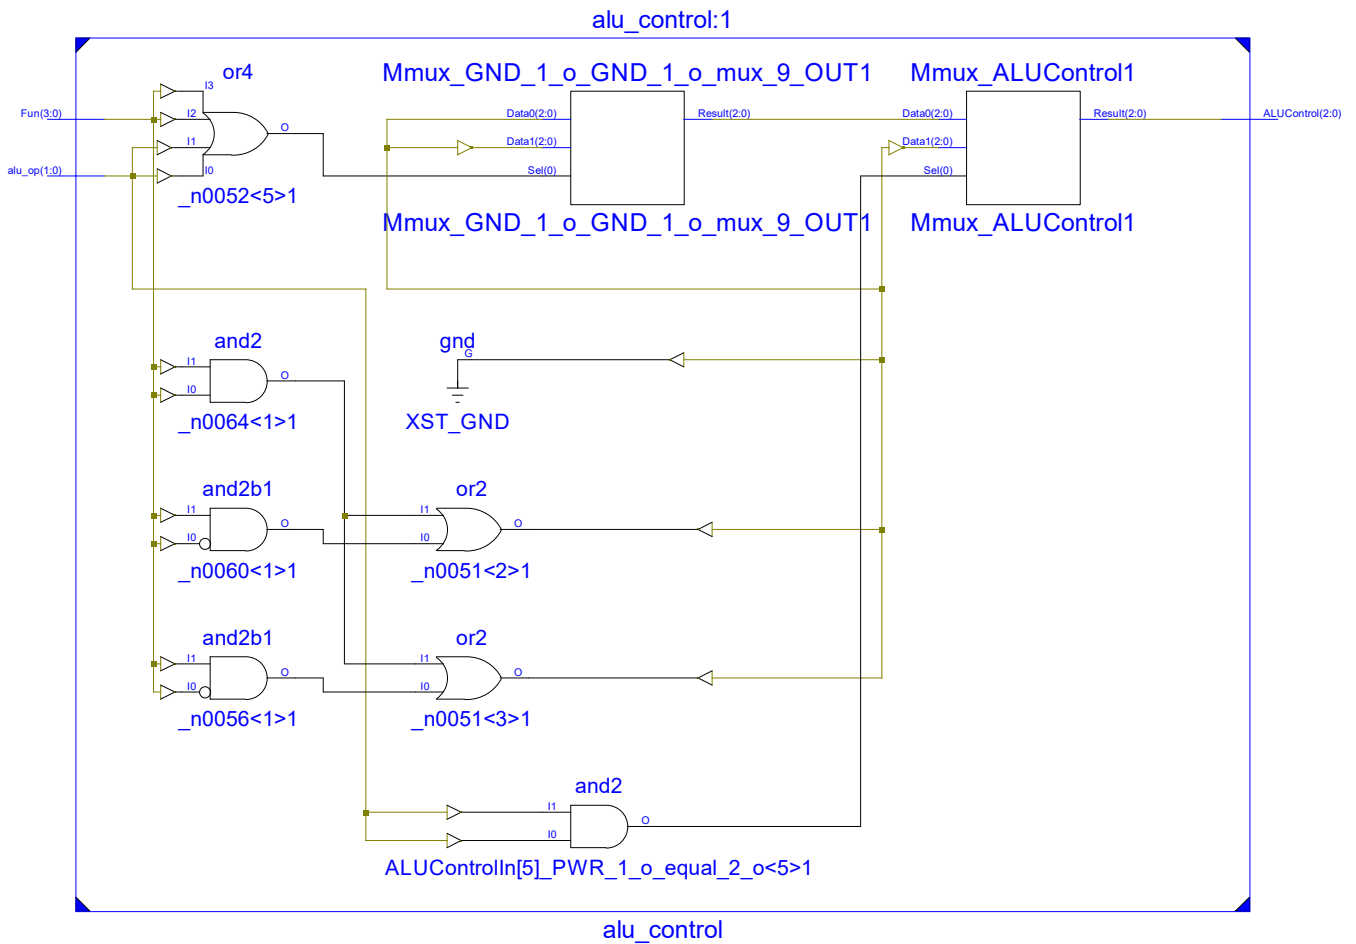 alu_control:1
or4
Mmux_GND_1_o_GND_1_o_mux_9_OUT1
Mmux_ALUControl1
I3
Fun(3:0)
I2
Data0(2:0)
Result(2:0)
Data0(2:0)
Result(2:0)
ALUControl(2:0)
O
I1
Data1(2:0)
Data1(2:0)
alu_op(1:0)
I0
Sel(0)
Sel(0)
_n0052<5>1
Mmux_GND_1_o_GND_1_o_mux_9_OUT1
Mmux_ALUControl1
and2
gnd
G
I1
O
I0
_n0064<1>1
XST_GND
and2b1
or2
I1
I1
O
O
I0
I0
_n0060<1>1
_n0051<2>1
and2b1
or2
I1
I1
O
O
I0
I0
_n0056<1>1
_n0051<3>1
and2
I1
O
I0
ALUControlIn[5]_PWR_1_o_equal_2_o<5>1
alu_control